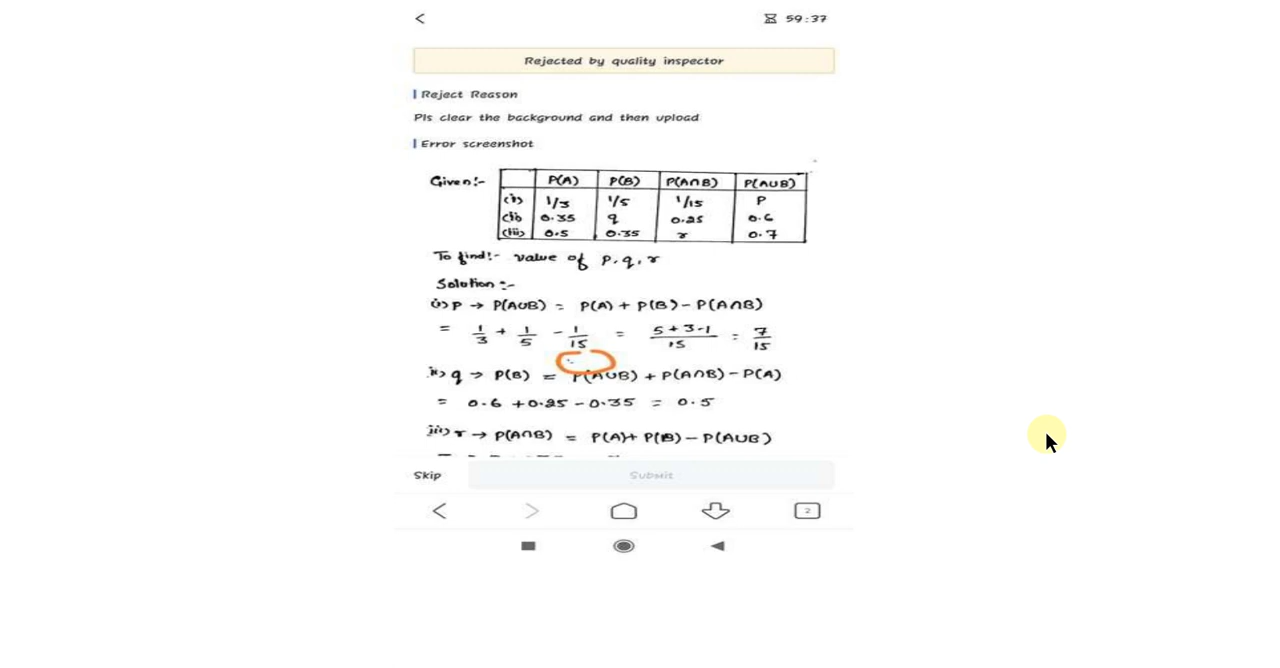 59:37
Rejected by quality inspector
Reject Reason
Pls clear the background and then upload
Error screenshot
Given:- P(A) P(B) P(A∩B) P(A∪B)
(i) 1/3 1/5 1/15 P
(ii) 0.35 q 0.25 0.6
(iii) 0.5 0.35 r 0.7
To find:- value of P, q, r
Solution :-
i) P → P(A∪B) = P(A) + P(B) - P(A∩B)
= 1/3 + 1/5 - 1/15 = 5+3-1/15 = 7/15
ii) q → P(B) = P(A∪B) + P(A∩B) - P(A)
= 0.6 + 0.25 - 0.35 = 0.5
iii) r → P(A∩B) = P(A) + P(B) - P(A∪B)
Skip Submit
2